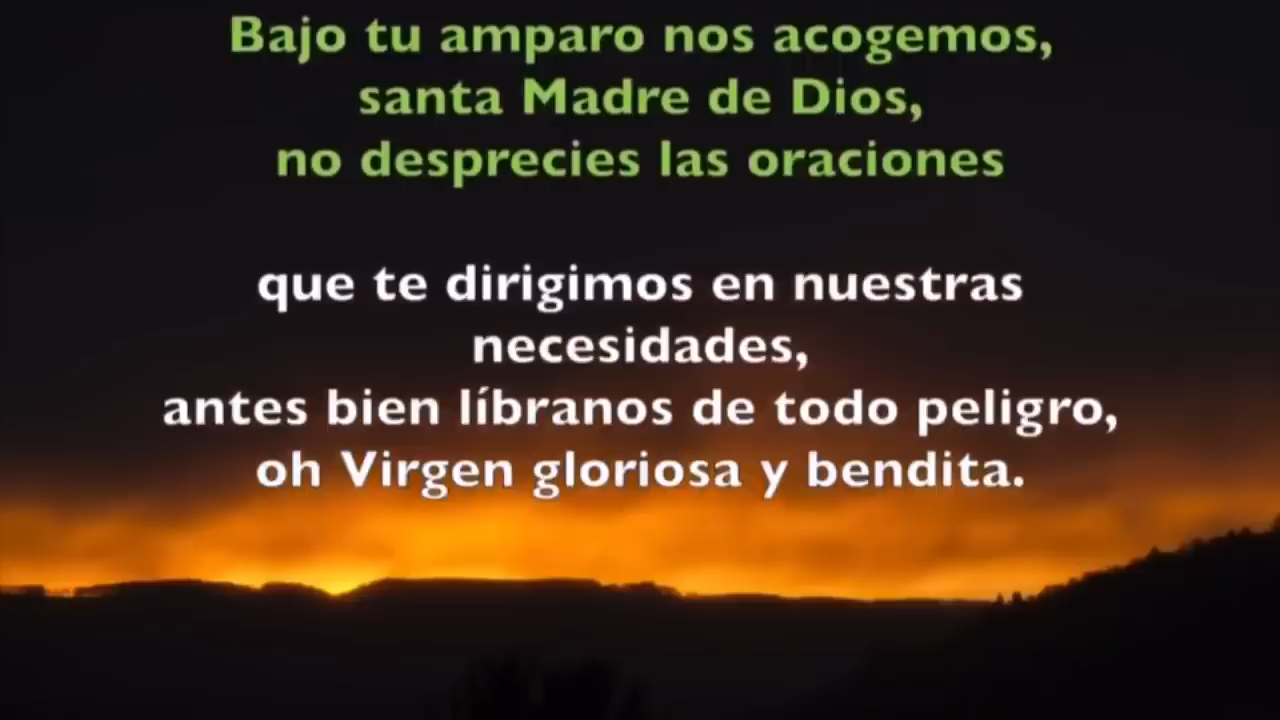 Bajo tu amparo nos acogemos,
santa Madre de Dios,
no desprecies las oraciones
que te dirigimos en nuestras
necesidades,
antes bien líbranos de todo peligro,
oh Virgen gloriosa y bendita.